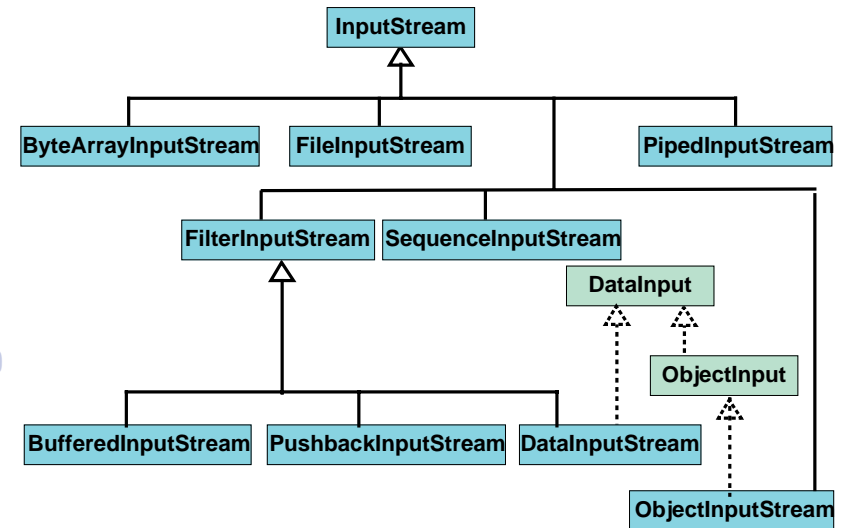 InputStream
ByteArrayInputStream
FileInputStream
PipedInputStream
FilterInputStream
SequenceInputStream
DataInput
ObjectInput
BufferedInputStream
PushbackInputStream
DataInputStream
ObjectInputStream